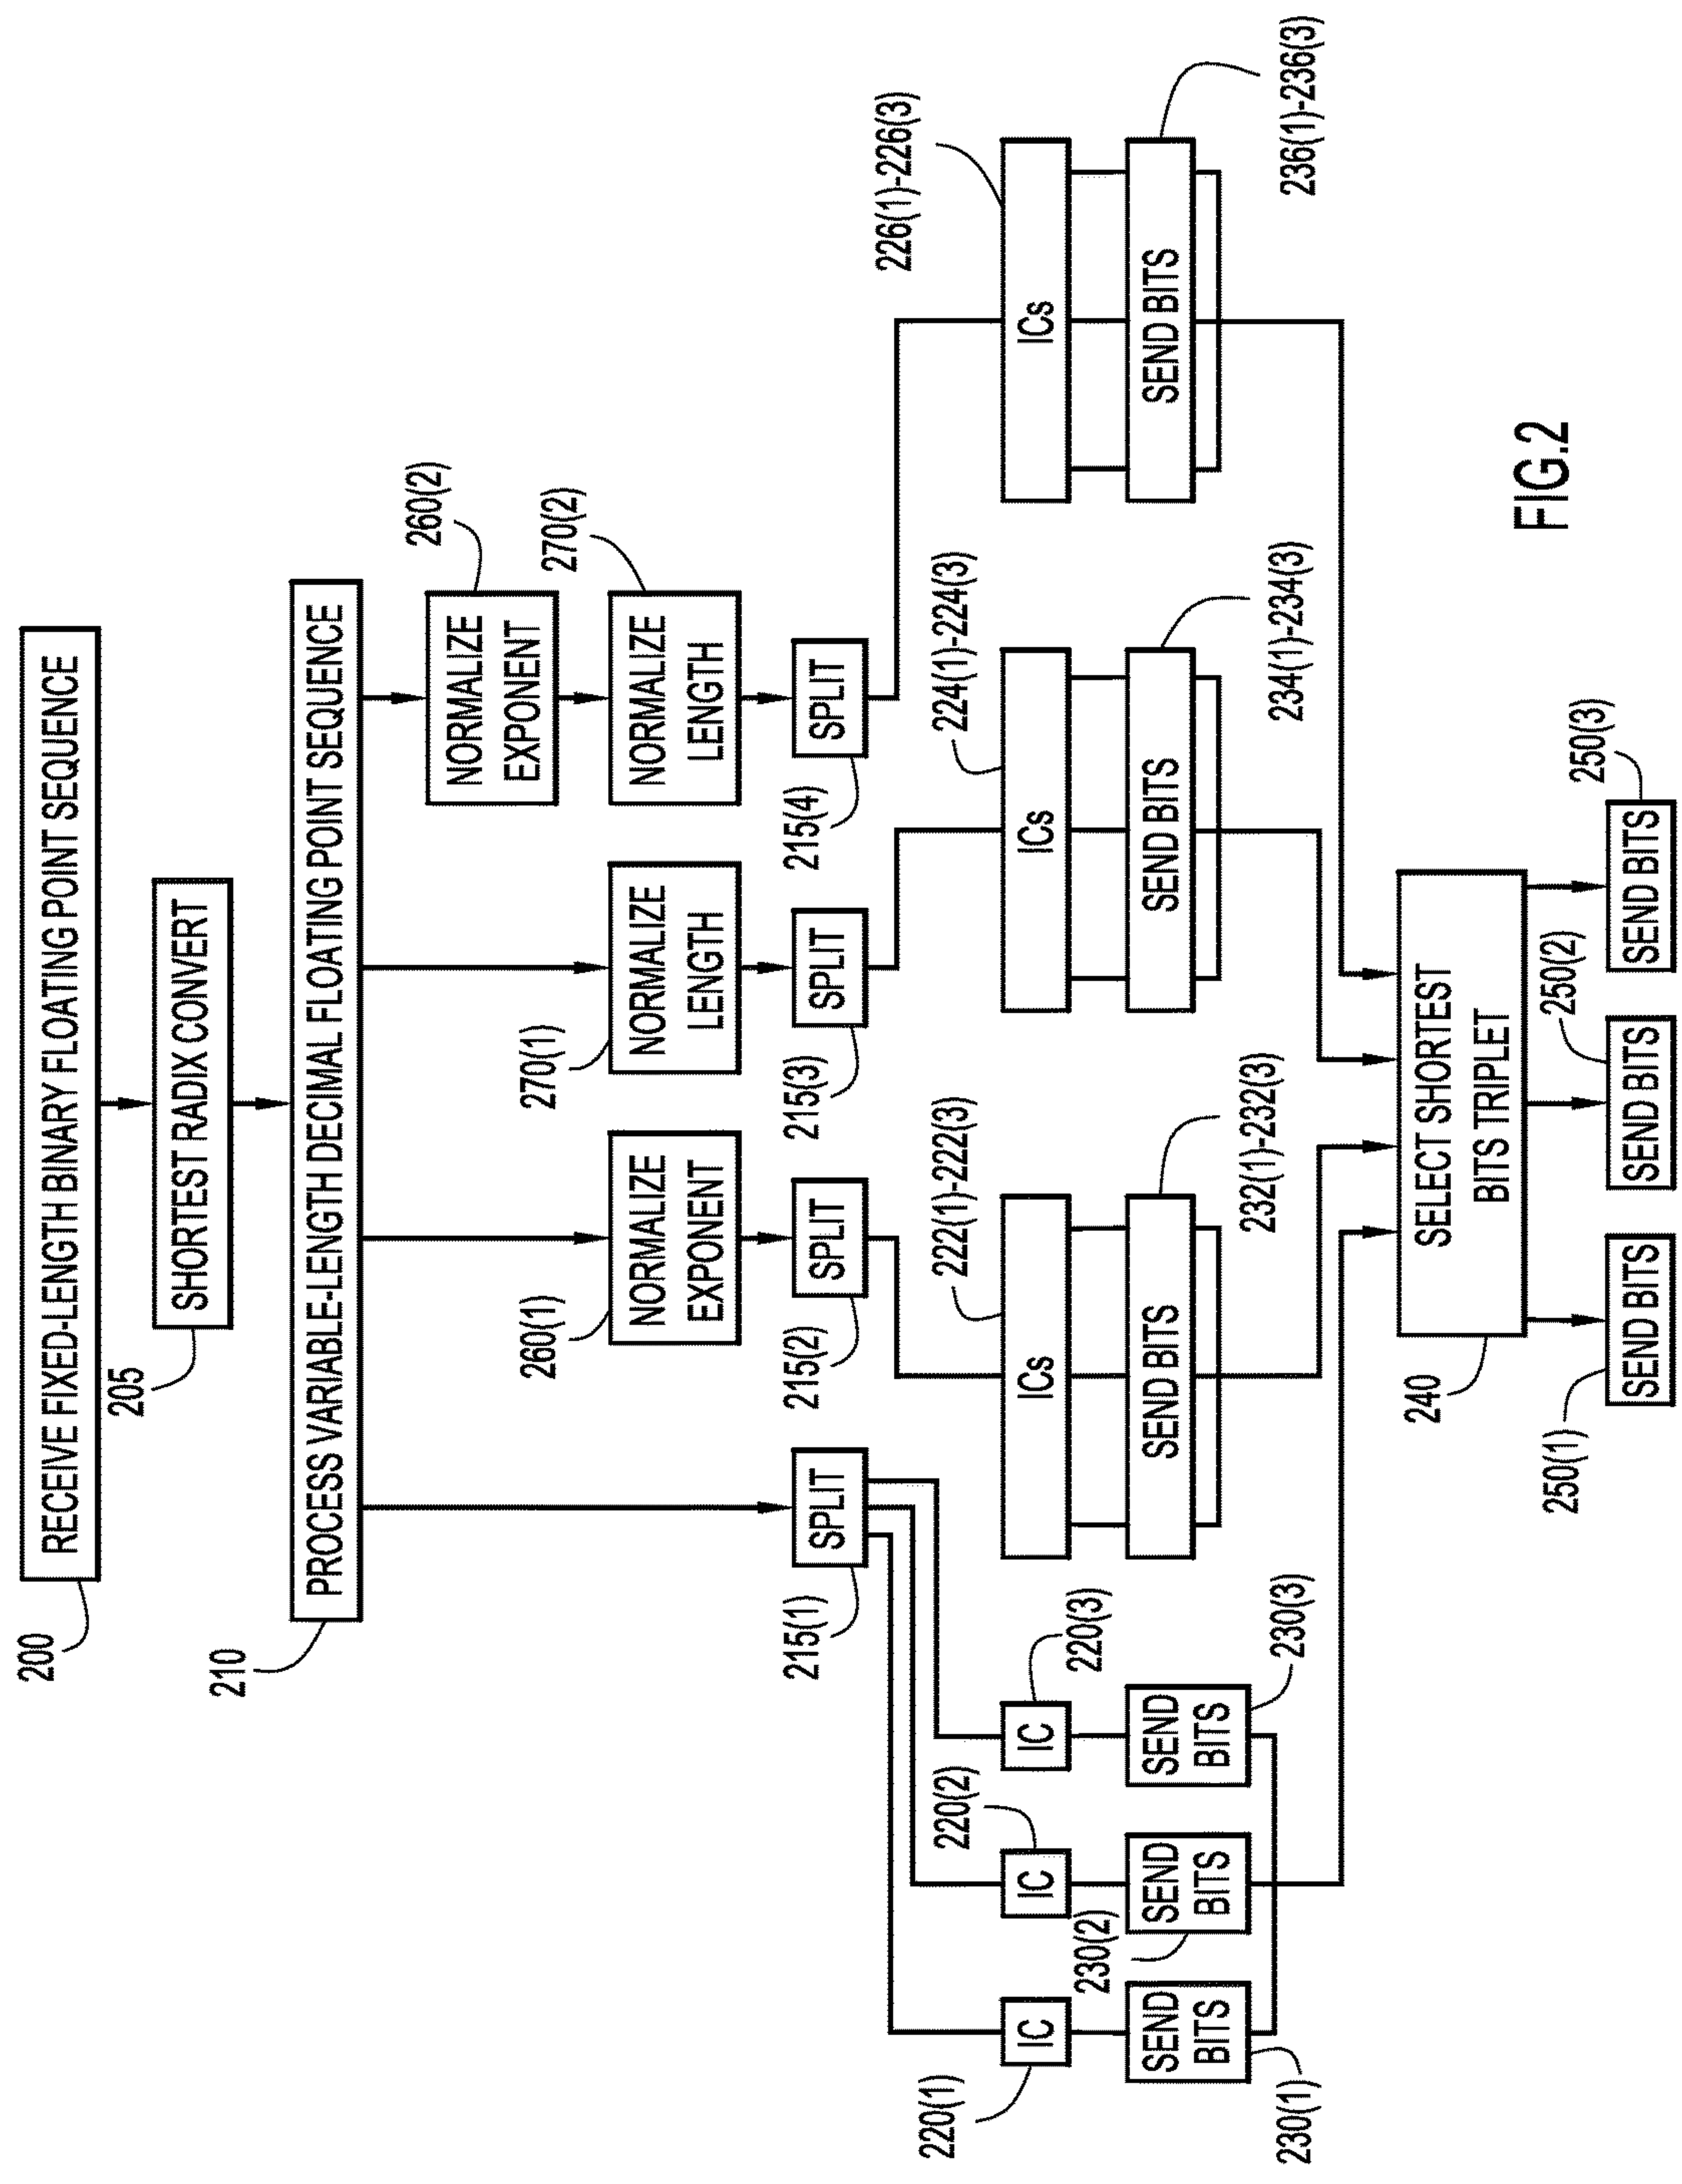 200
RECEIVE FIXED-LENGTH BINARY FLOATING POINT SEQUENCE
205
SHORTEST RADIX CONVERT
210
PROCESS VARIABLE-LENGTH DECIMAL FLOATING POINT SEQUENCE
260(2)
NORMALIZE
EXPONENT
260(1)
NORMALIZE
EXPONENT
270(1)
NORMALIZE
LENGTH
270(2)
NORMALIZE
LENGTH
215(1)
SPLIT
215(2)
SPLIT
215(3)
SPLIT
215(4)
SPLIT
220(1)
IC
220(2)
IC
220(3)
IC
222(1)-222(3)
ICs
224(1)-224(3)
ICs
226(1)-226(3)
ICs
230(1)
SEND
BITS
230(2)
SEND
BITS
230(3)
SEND
BITS
SEND BITS
232(1)-232(3)
SEND BITS
234(1)-234(3)
SEND BITS
236(1)-236(3)
240
SELECT SHORTEST
BITS TRIPLET
250(1)
SEND BITS
250(2)
SEND BITS
250(3)
SEND BITS
FIG.2